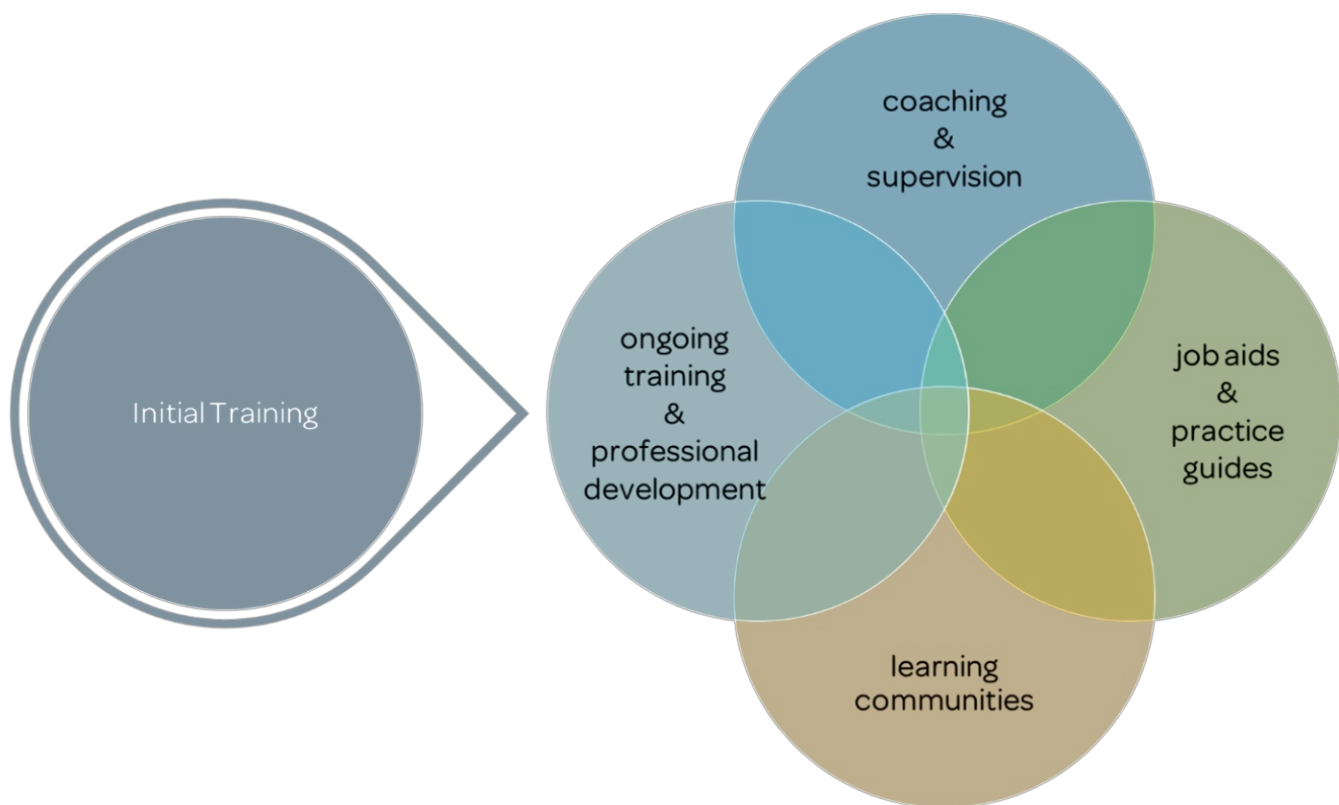 Initial Training
coaching
&
supervision
ongoing
training
&
professional
development
job aids
&
practice
guides
learning
communities